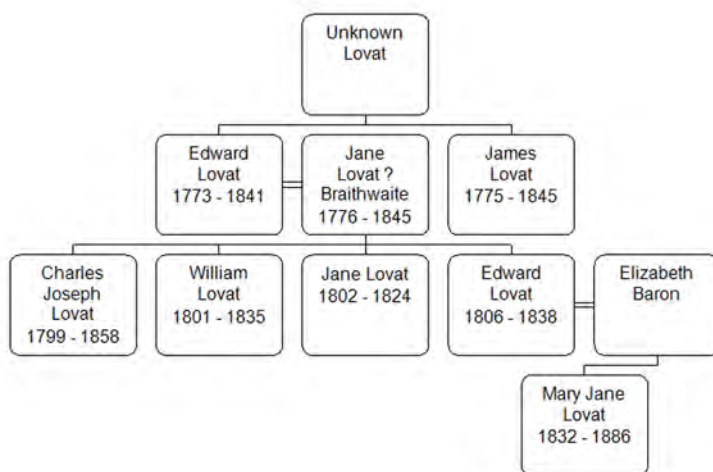 Unknown
Lovat
Edward
Lovat
1773 - 1841
Jane
Lovat ?
Braithwaite
1776 - 1845
James
Lovat
1775 - 1845
Charles
Joseph
Lovat
1799 - 1858
William
Lovat
1801 - 1835
Jane Lovat
1802 - 1824
Edward
Lovat
1806 - 1838
Elizabeth
Baron
Mary Jane
Lovat
1832 - 1886